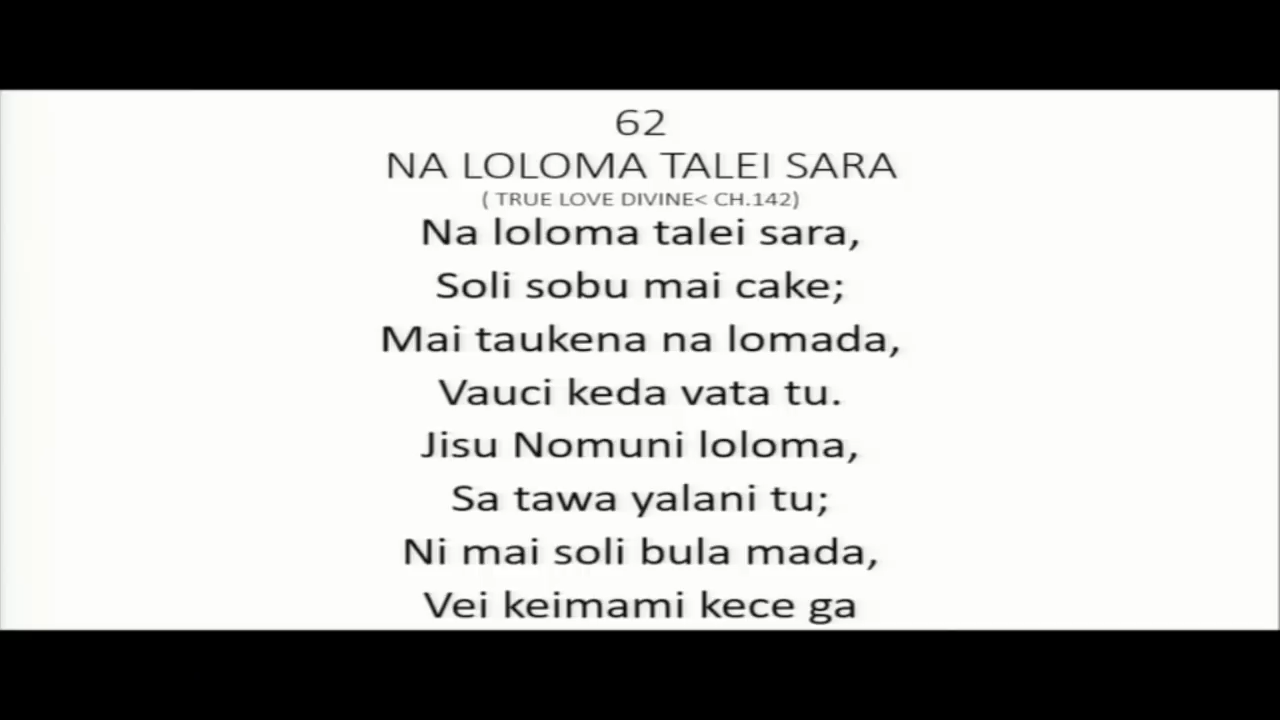 62
NA LOLOMA TALEI SARA
( TRUE LOVE DIVINE< CH.142)
Na loloma talei sara,
Soli sobu mai cake;
Mai taukena na lomada,
Vauci keda vata tu.
Jisu Nomuni loloma,
Sa tawa yalani tu;
Ni mai soli bula mada,
Vei keimami kece ga